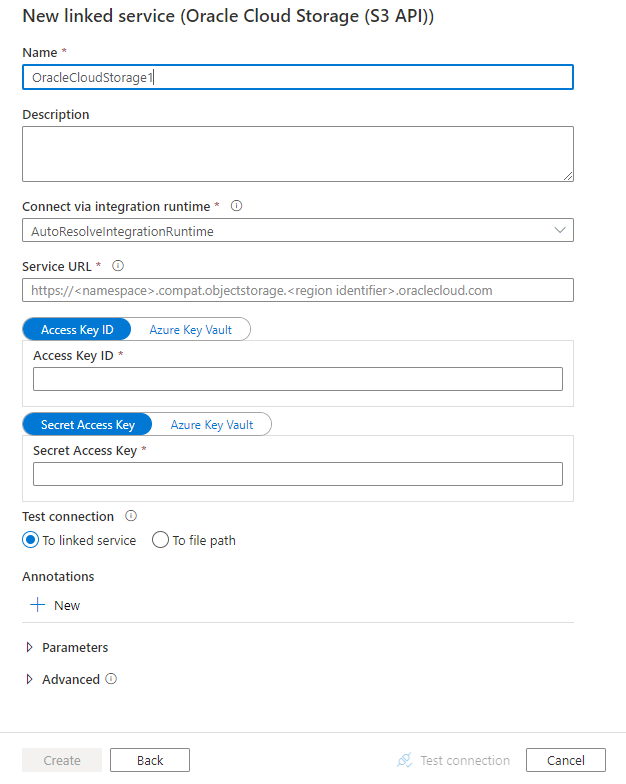 New linked service (Oracle Cloud Storage (S3 API))
Name *
OracleCloudStorage1
Description
Connect via integration runtime *
AutoResolveIntegrationRuntime
Service URL *
https://<namespace>.compat.objectstorage.<region identifier>.oraclecloud.com
Access Key ID Azure Key Vault
Access Key ID *
Secret Access Key Azure Key Vault
Secret Access Key *
Test connection
To linked service To file path
Annotations
New
Parameters
Advanced
Create Back Test connection Cancel